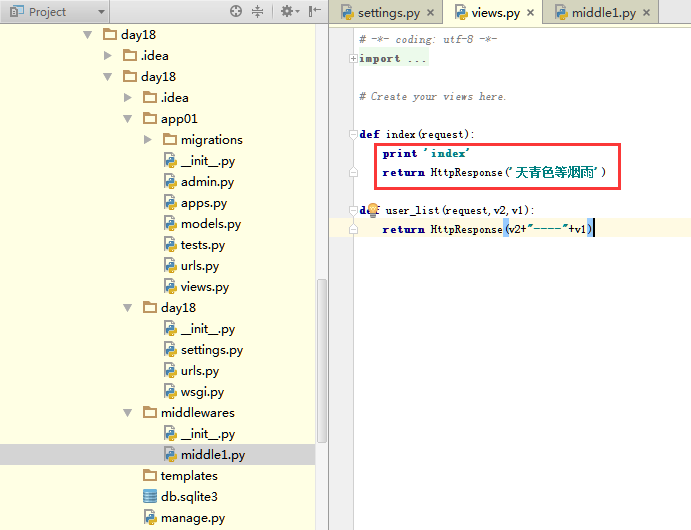 Project
day18
.idea
day18
.idea
app01
migrations
__init__.py
admin.py
apps.py
models.py
tests.py
urls.py
views.py
day18
__init__.py
settings.py
urls.py
wsgi.py
middlewares
__init__.py
middle1.py
templates
db.sqlite3
manage.py
settings.py × views.py × middle1.py ×
# -*- coding: utf-8 -*-
import ...
# Create your views here.
def index(request):
print 'index'
return HttpResponse('天青色等烟雨')
def user_list(request,v2,v1):
return HttpResponse(v2+"----"+v1)